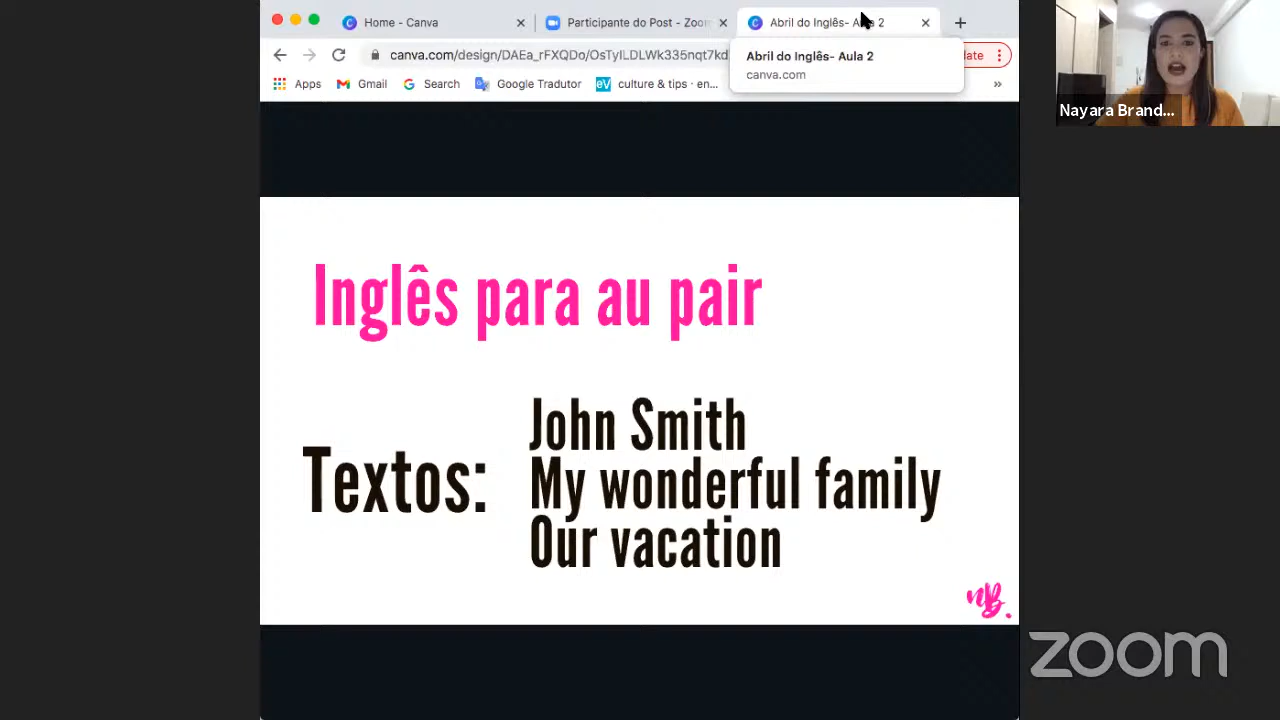 Home - Canva
Participante do Post - Zoom
Abril do Inglês- Aula 2
canva.com/design/DAEa_rFXQDo/OsTyILDLWk335nqt7kd
Abril do Inglês- Aula 2
canva.com
Apps
Gmail
Search
Google Tradutor
culture & tips · en...
Nayara Brand...
Inglês para au pair
Textos:
John Smith
My wonderful family
Our vacation
nB.
zoom